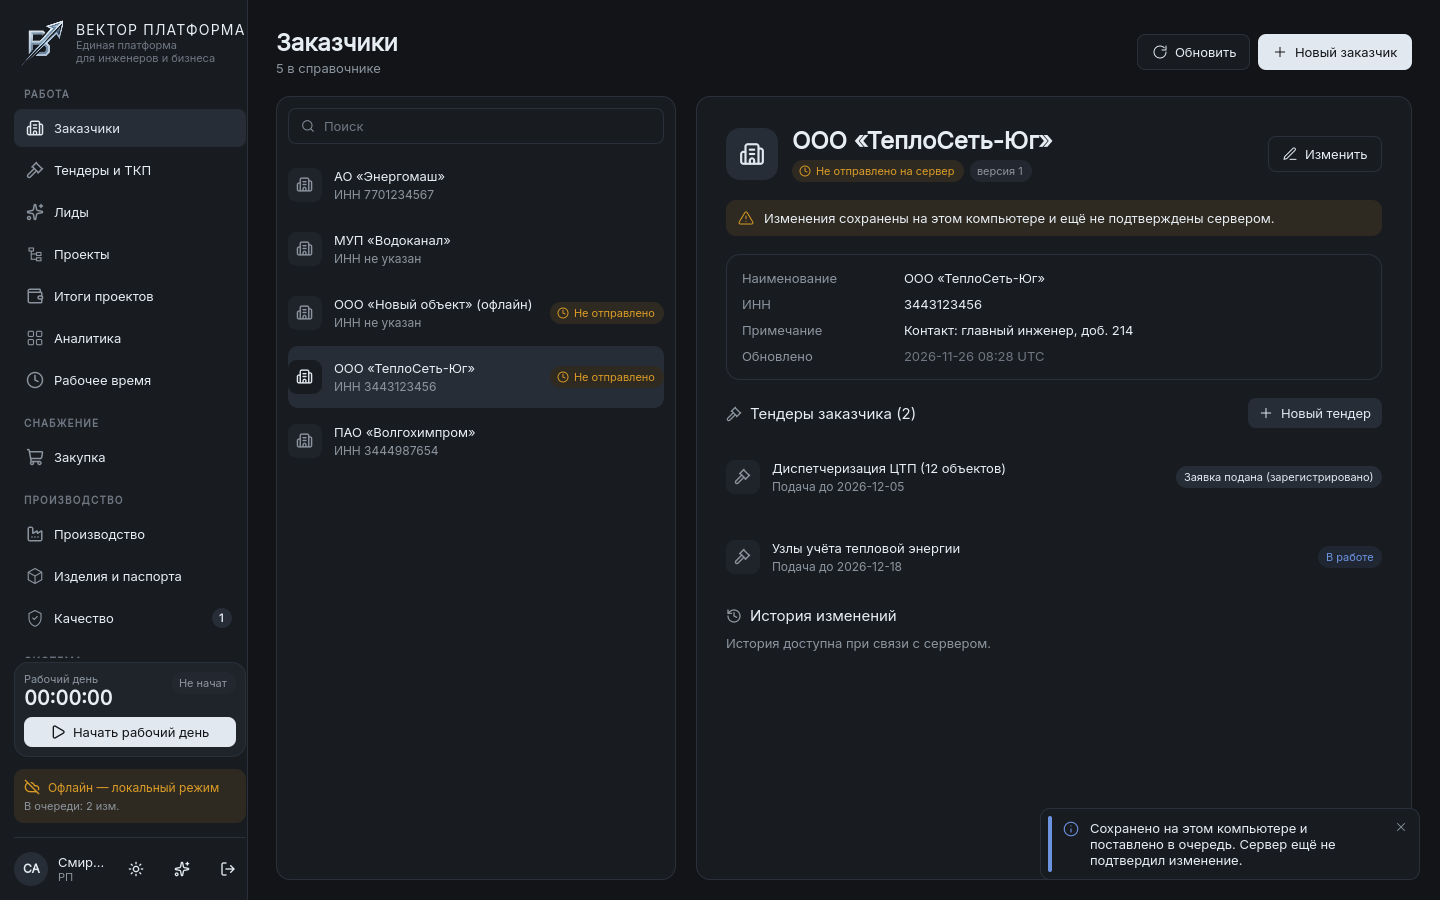 ВЕКТОР ПЛАТФОРМА
Единая платформа
для инженеров и бизнеса
РАБОТА
Заказчики
Тендеры и ТКП
Лиды
Проекты
Итоги проектов
Аналитика
Рабочее время
СНАБЖЕНИЕ
Закупка
ПРОИЗВОДСТВО
Производство
Изделия и паспорта
Качество 1
Рабочий день
Не начат
00:00:00
Начать рабочий день
Офлайн — локальный режим
В очереди: 2 изм.
СА
Смир...
РП
Заказчики
5 в справочнике
Обновить
Новый заказчик
Поиск
АО «Энергомаш»
ИНН 7701234567
МУП «Водоканал»
ИНН не указан
ООО «Новый объект» (офлайн)
ИНН не указан
Не отправлено
ООО «ТеплоСеть-Юг»
ИНН 3443123456
Не отправлено
ПАО «Волгохимпром»
ИНН 3444987654
ООО «ТеплоСеть-Юг»
Не отправлено на сервер
версия 1
Изменить
Изменения сохранены на этом компьютере и ещё не подтверждены сервером.
Наименование ООО «ТеплоСеть-Юг»
ИНН 3443123456
Примечание Контакт: главный инженер, доб. 214
Обновлено 2026-11-26 08:28 UTC
Тендеры заказчика (2)
Новый тендер
Диспетчеризация ЦТП (12 объектов)
Подача до 2026-12-05
Заявка подана (зарегистрировано)
Узлы учёта тепловой энергии
Подача до 2026-12-18
В работе
История изменений
История доступна при связи с сервером.
Сохранено на этом компьютере и
поставлено в очередь. Сервер ещё не
подтвердил изменение.